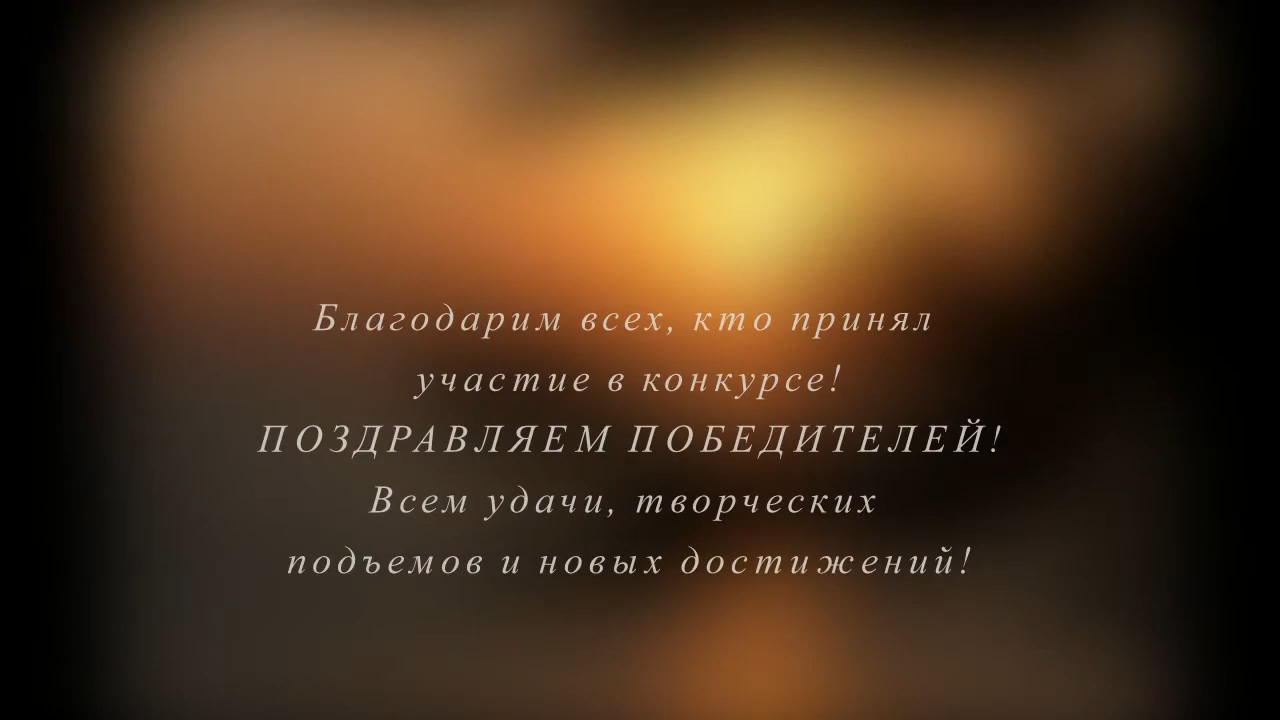 Благодарим всех, кто принял
участие в конкурсе!
ПОЗДРАВЛЯЕМ ПОБЕДИТЕЛЕЙ!
Всем удачи, творческих
подъемов и новых достижений!